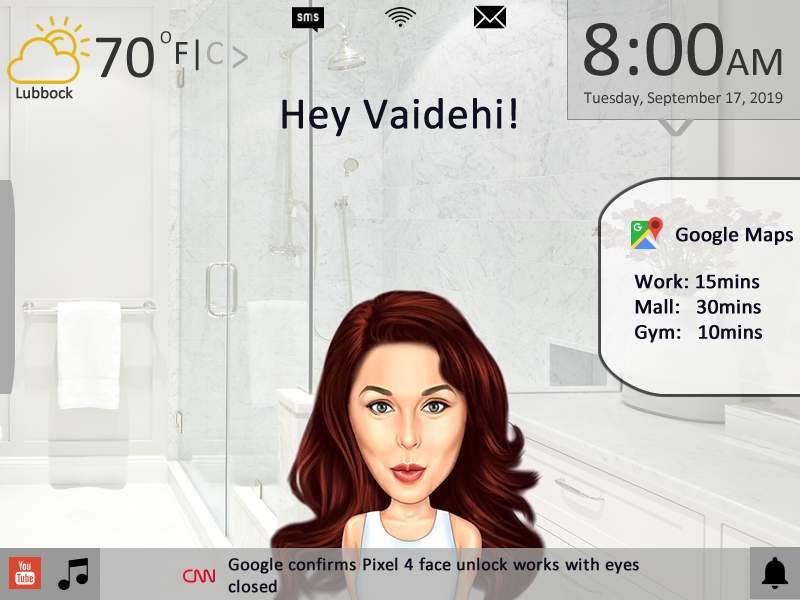 sms
70°F|C >
Lubbock
8:00AM
Tuesday, September 17, 2019
Hey Vaidehi!
G
Google Maps
Work: 15mins
Mall: 30mins
Gym: 10mins
You
Tube
CNN
Google confirms Pixel 4 face unlock works with eyes
closed